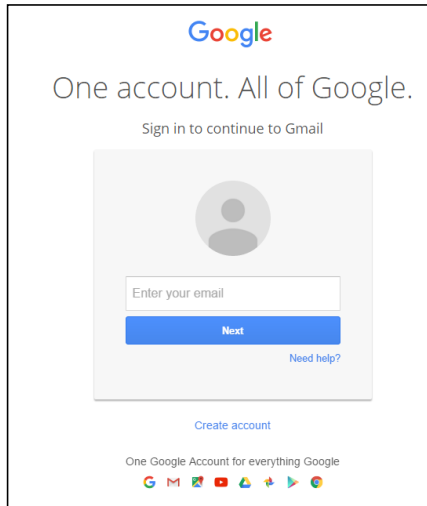 Google
One account. All of Google.
Sign in to continue to Gmail
Enter your email
Next
Need help?
Create account
One Google Account for everything Google